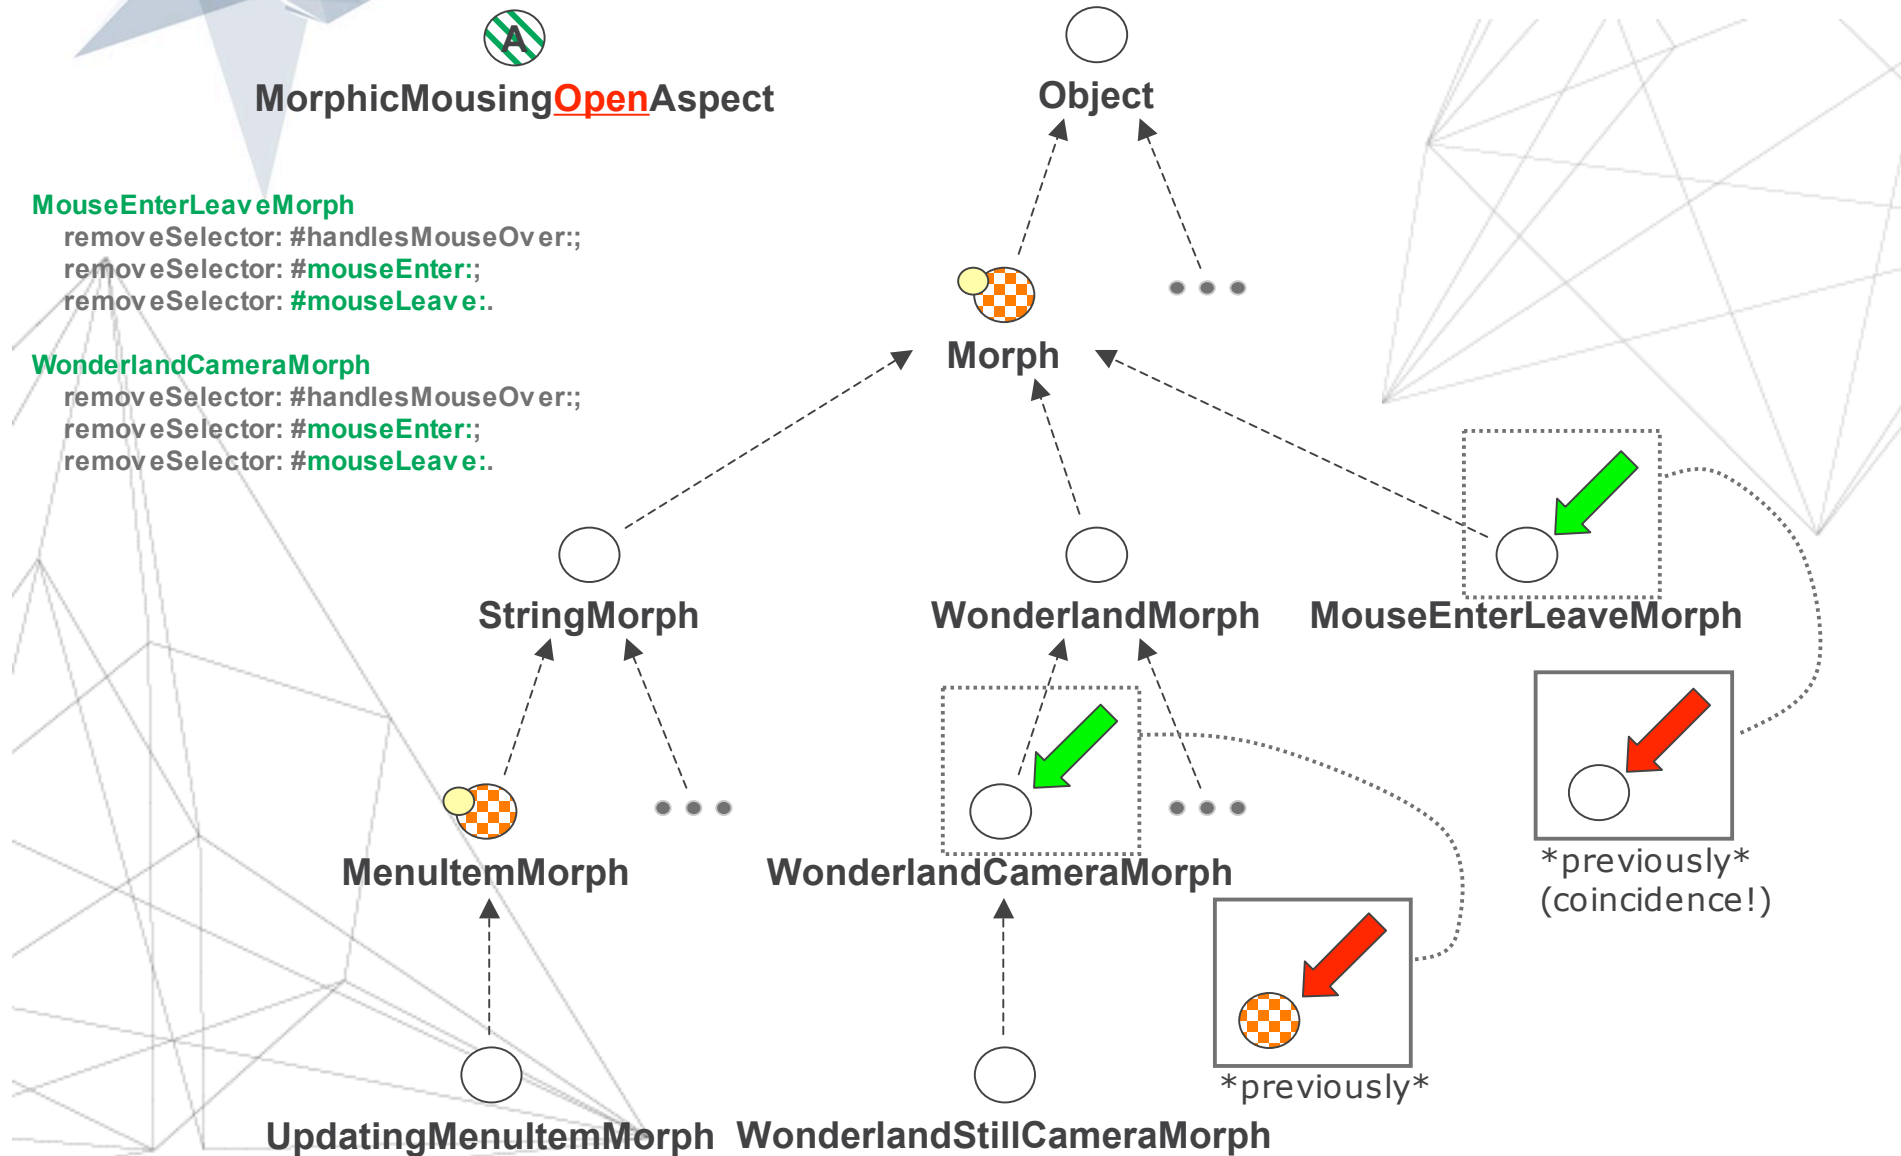 A
MorphicMousingOpenAspect
Object
MouseEnterLeaveMorph
removeSelector: #handlesMouseOver:;
removeSelector: #mouseEnter:;
removeSelector: #mouseLeave:.
WonderlandCameraMorph
removeSelector: #handlesMouseOver:;
removeSelector: #mouseEnter:;
removeSelector: #mouseLeave:.
Morph
StringMorph
WonderlandMorph
MouseEnterLeaveMorph
MenuItemMorph
WonderlandCameraMorph
*previously*
(coincidence!)
*previously*
UpdatingMenuItemMorph
WonderlandStillCameraMorph